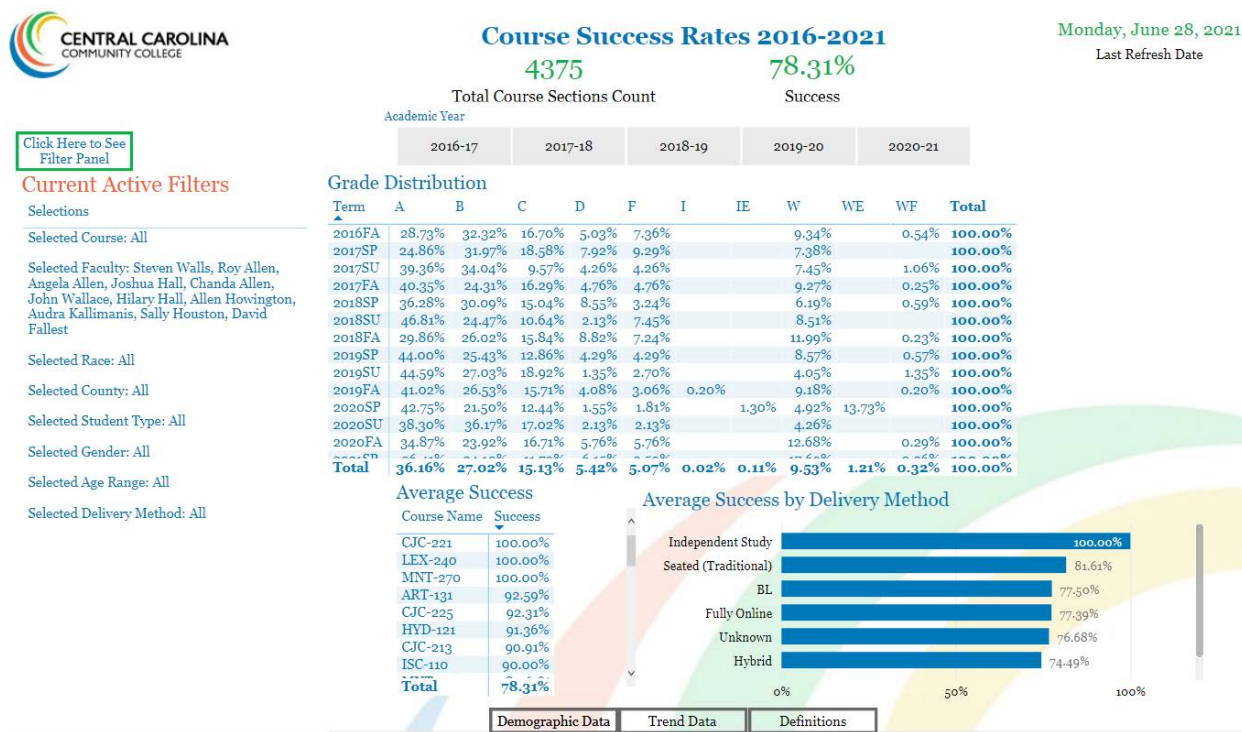 CENTRAL CAROLINA
COMMUNITY COLLEGE
Course Success Rates 2016-2021
4375
Total Course Sections Count
78.31%
Success
Monday, June 28, 2021
Last Refresh Date
Click Here to See
Filter Panel
Academic Year
2016-17 2017-18 2018-19 2019-20 2020-21
Current Active Filters
Selections
Selected Course: All
Selected Faculty: Steven Walls, Roy Allen,
Angela Allen, Joshua Hall, Chanda Allen,
John Wallace, Hilary Hall, Allen Howington,
Audra Kallimanis, Sally Houston, David
Fallest
Selected Race: All
Selected County: All
Selected Student Type: All
Selected Gender: All
Selected Age Range: All
Selected Delivery Method: All
Grade Distribution
Term A B C D F I IE W WE WF Total
2016FA 28.73% 32.32% 16.70% 5.03% 7.36% 9.34% 0.54% 100.00%
2017SP 24.86% 31.97% 18.58% 7.92% 9.29% 7.38% 100.00%
2017SU 39.36% 34.04% 9.57% 4.26% 4.26% 7.45% 1.06% 100.00%
2017FA 40.35% 24.31% 16.29% 4.76% 4.76% 9.27% 0.25% 100.00%
2018SP 36.28% 30.09% 15.04% 8.55% 3.24% 6.19% 0.59% 100.00%
2018SU 46.81% 24.47% 10.64% 2.13% 7.45% 8.51% 100.00%
2018FA 29.86% 26.02% 15.84% 8.82% 7.24% 11.99% 0.23% 100.00%
2019SP 44.00% 25.43% 12.86% 4.29% 4.29% 8.57% 0.57% 100.00%
2019SU 44.59% 27.03% 18.92% 1.35% 2.70% 4.05% 1.35% 100.00%
2019FA 41.02% 26.53% 15.71% 4.08% 3.06% 0.20% 9.18% 0.20% 100.00%
2020SP 42.75% 21.50% 12.44% 1.55% 1.81% 1.30% 4.92% 13.73% 100.00%
2020SU 38.30% 36.17% 17.02% 2.13% 2.13% 4.26% 100.00%
2020FA 34.87% 23.92% 16.71% 5.76% 5.76% 12.68% 0.29% 100.00%
Total 36.16% 27.02% 15.13% 5.42% 5.07% 0.02% 0.11% 9.53% 1.21% 0.32% 100.00%
Average Success
Course Name Success
CJC-221 100.00%
LEX-240 100.00%
MNT-270 100.00%
ART-131 92.59%
CJC-225 92.31%
HYD-121 91.36%
CJC-213 90.91%
ISC-110 90.00%
Total 78.31%
Average Success by Delivery Method
Independent Study 100.00%
Seated (Traditional) 81.61%
BL 77.50%
Fully Online 77.39%
Unknown 76.68%
Hybrid 74.49%
0% 50% 100%
Demographic Data Trend Data Definitions